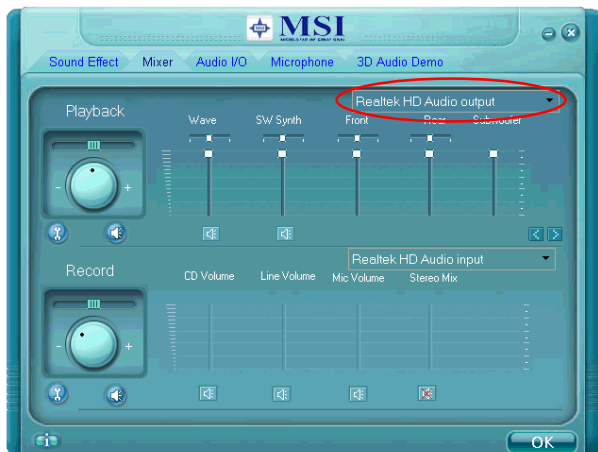 MSI
Sound Effect Mixer Audio I/O Microphone 3D Audio Demo
Realtek HD Audio output
Playback
Wave SW Synth Front Rear Subwoofer
- +
Realtek HD Audio input
Record
CD Volume Line Volume Mic Volume Stereo Mix
- +
OK